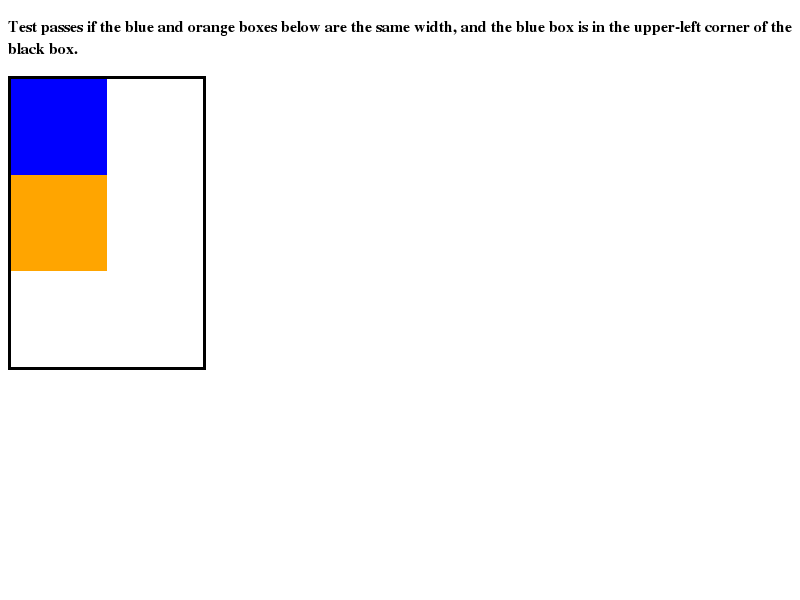 Test passes if the blue and orange boxes below are the same width, and the blue box is in the upper-left corner of the
black box.